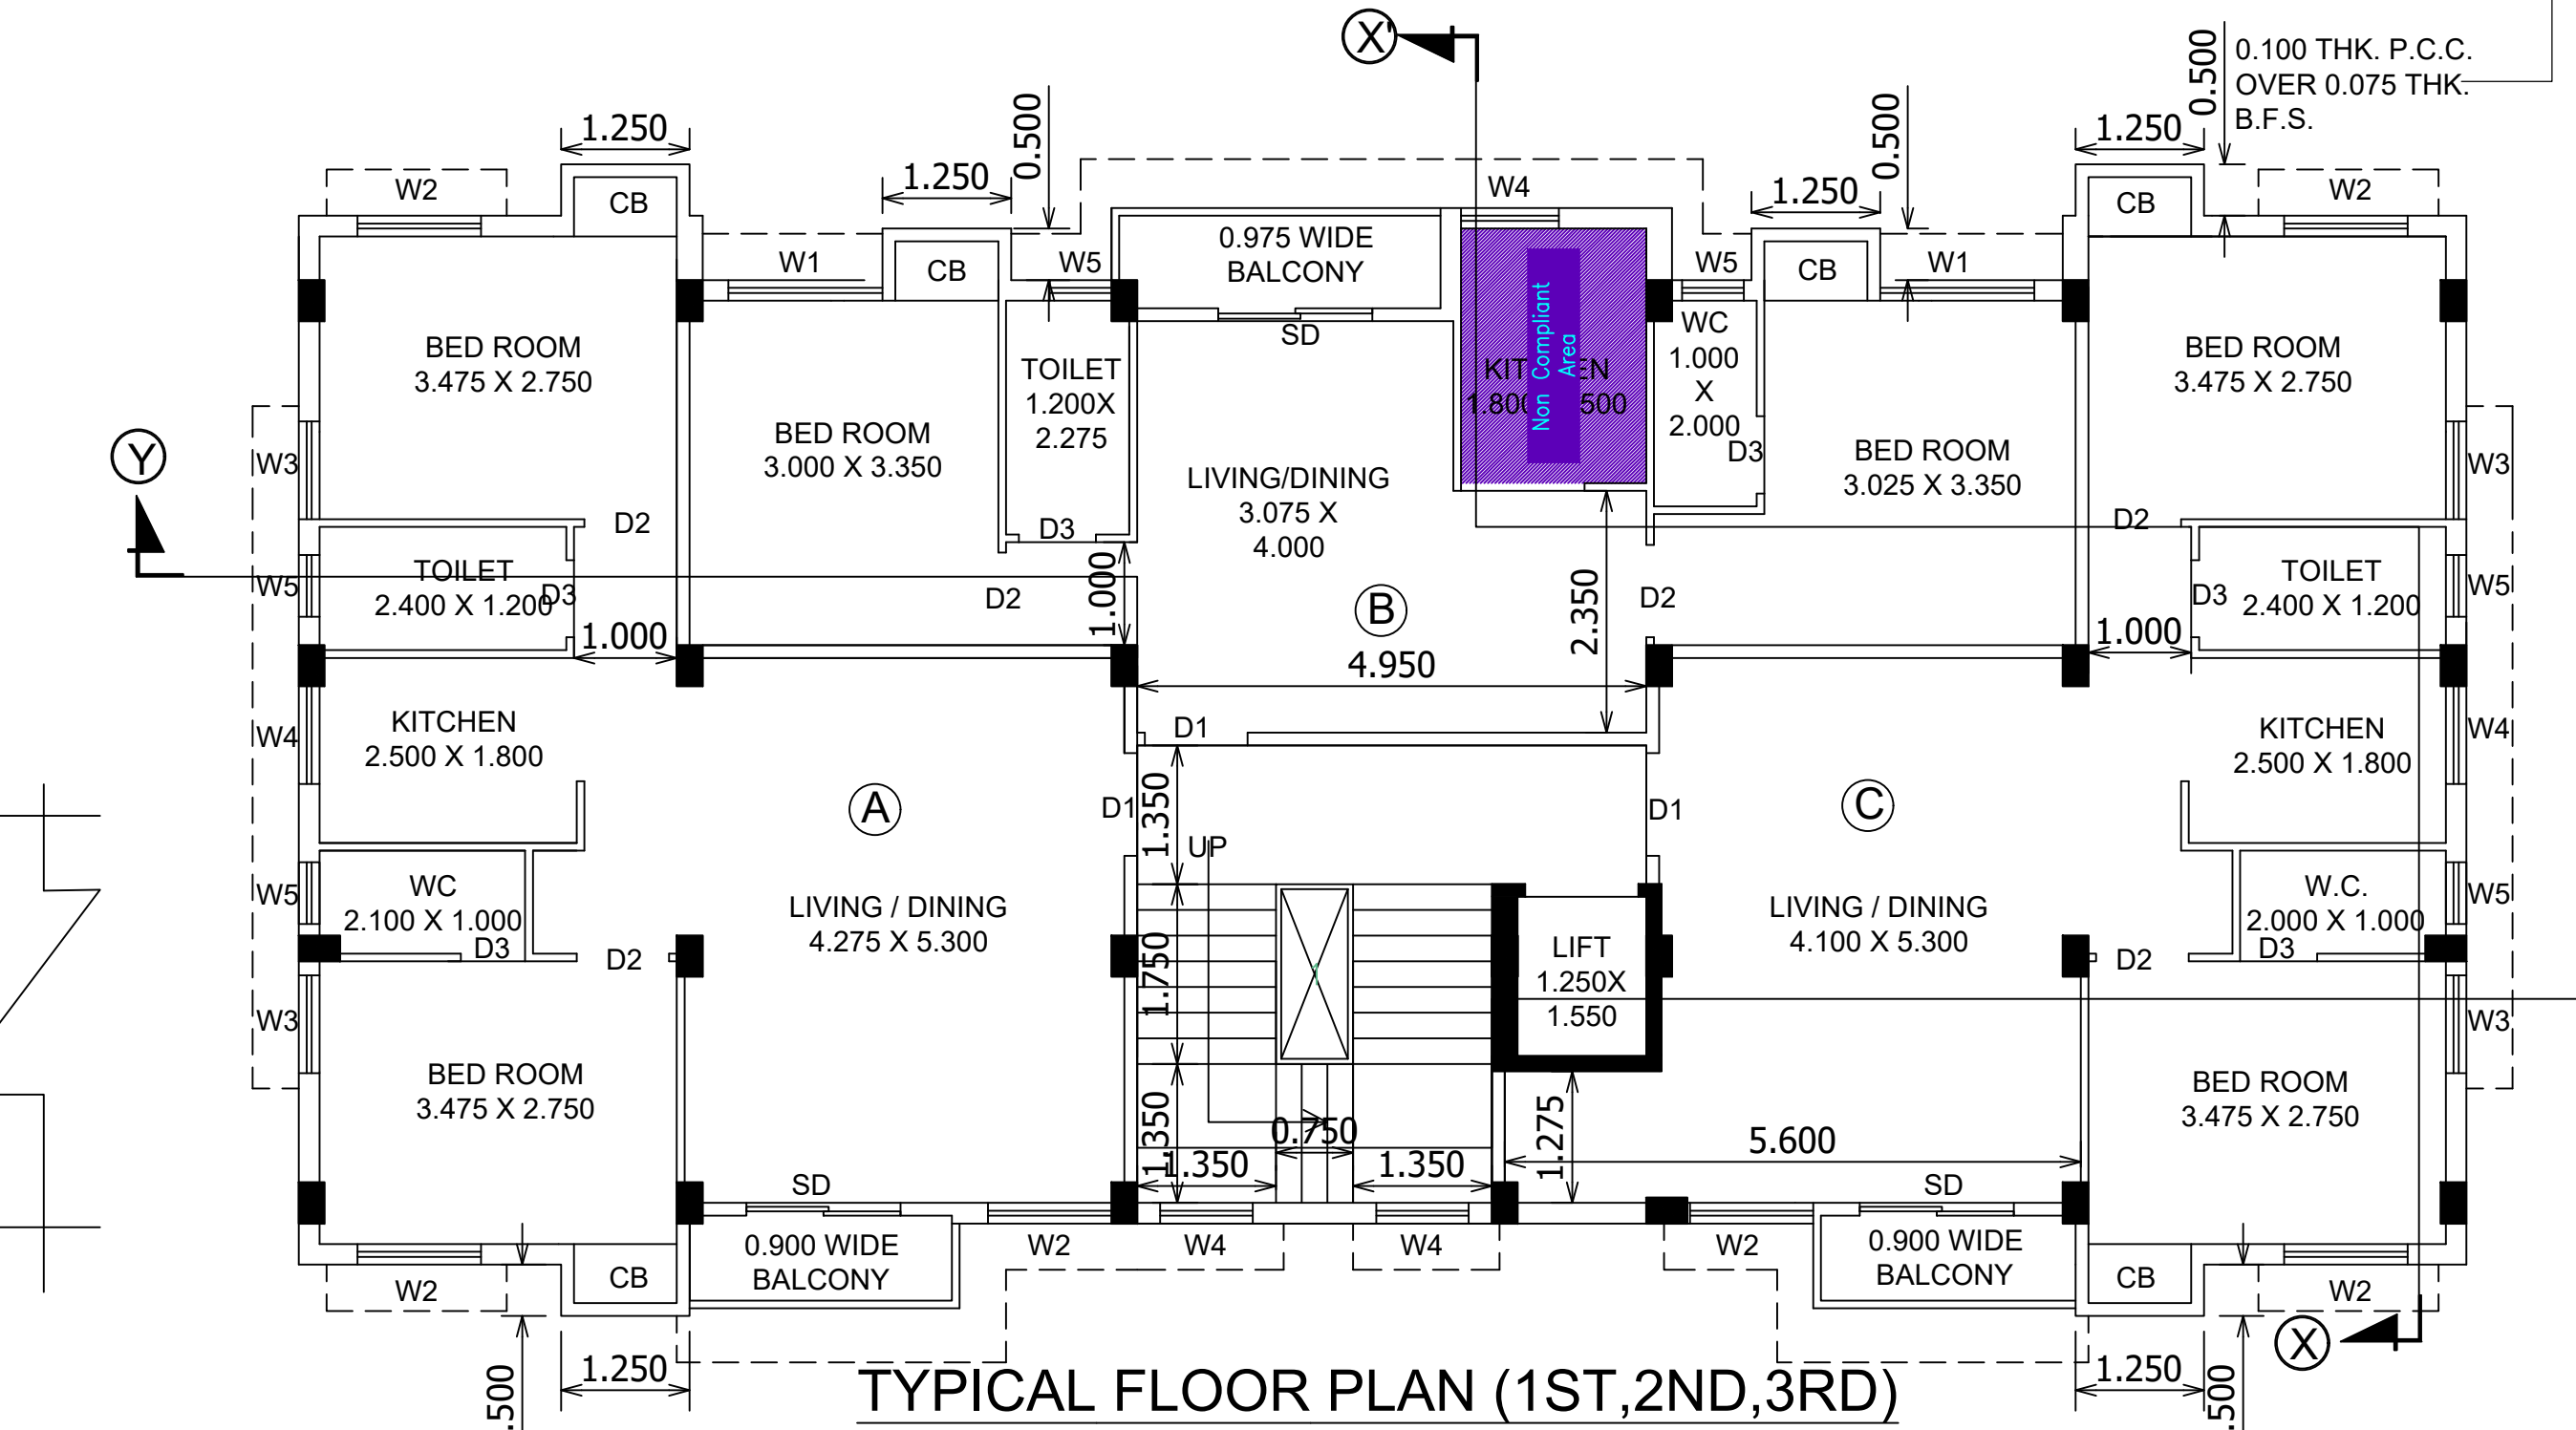 X'
0.500
0.100 THK. P.C.C.
OVER 0.075 THK.
B.F.S.
1.250
1.250
0.500
1.250
0.500
1.250
W2
CB
W4
CB
W2
W1
CB
W5
0.975 WIDE
BALCONY
W5
CB
W1
SD
BED ROOM
3.475 X 2.750
BED ROOM
3.000 X 3.350
TOILET
1.200X
2.275
LIVING/DINING
3.075 X
4.000
Non Compliant
Area
WC
1.000
X
2.000
D3
BED ROOM
3.025 X 3.350
BED ROOM
3.475 X 2.750
Y
W3
W3
D2
D3
D2
TOILET
2.400 X 1.200
D3
W5
1.000
D2
1.000
B
2.350
D2
4.950
TOILET
2.400 X 1.200
D3
W5
1.000
KITCHEN
2.500 X 1.800
W4
D1
KITCHEN
2.500 X 1.800
W4
A
D1
1.350
UP
D1
C
WC
2.100 X 1.000
W5
D3
D2
LIVING / DINING
4.275 X 5.300
1.750
LIFT
1.250X
1.550
LIVING / DINING
4.100 X 5.300
W.C.
2.000 X 1.000
W5
D2
D3
W3
W3
BED ROOM
3.475 X 2.750
1.350
0.750
1.350
1.350
1.275
5.600
BED ROOM
3.475 X 2.750
SD
SD
0.900 WIDE
BALCONY
W2
W4
W4
W2
0.900 WIDE
BALCONY
W2
CB
CB
W2
X
.500
1.250
1.250
.500
TYPICAL FLOOR PLAN (1ST,2ND,3RD)